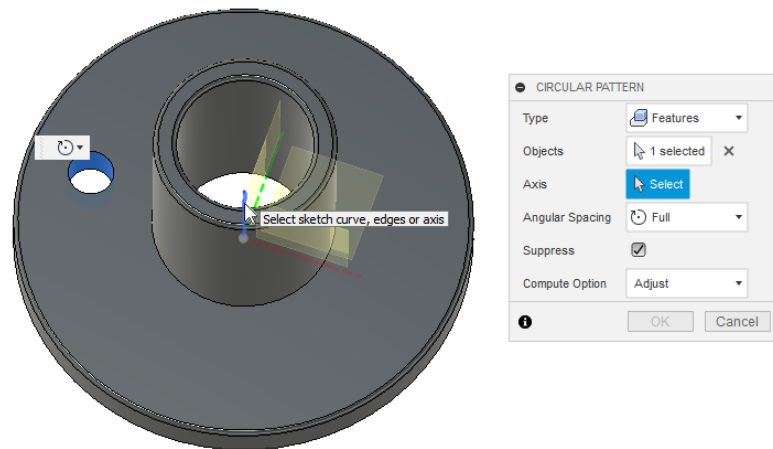 CIRCULAR PATTERN
Type Features
Objects 1 selected
Axis Select
Select sketch curve, edges or axis
Angular Spacing Full
Suppress
Compute Option Adjust
OK Cancel